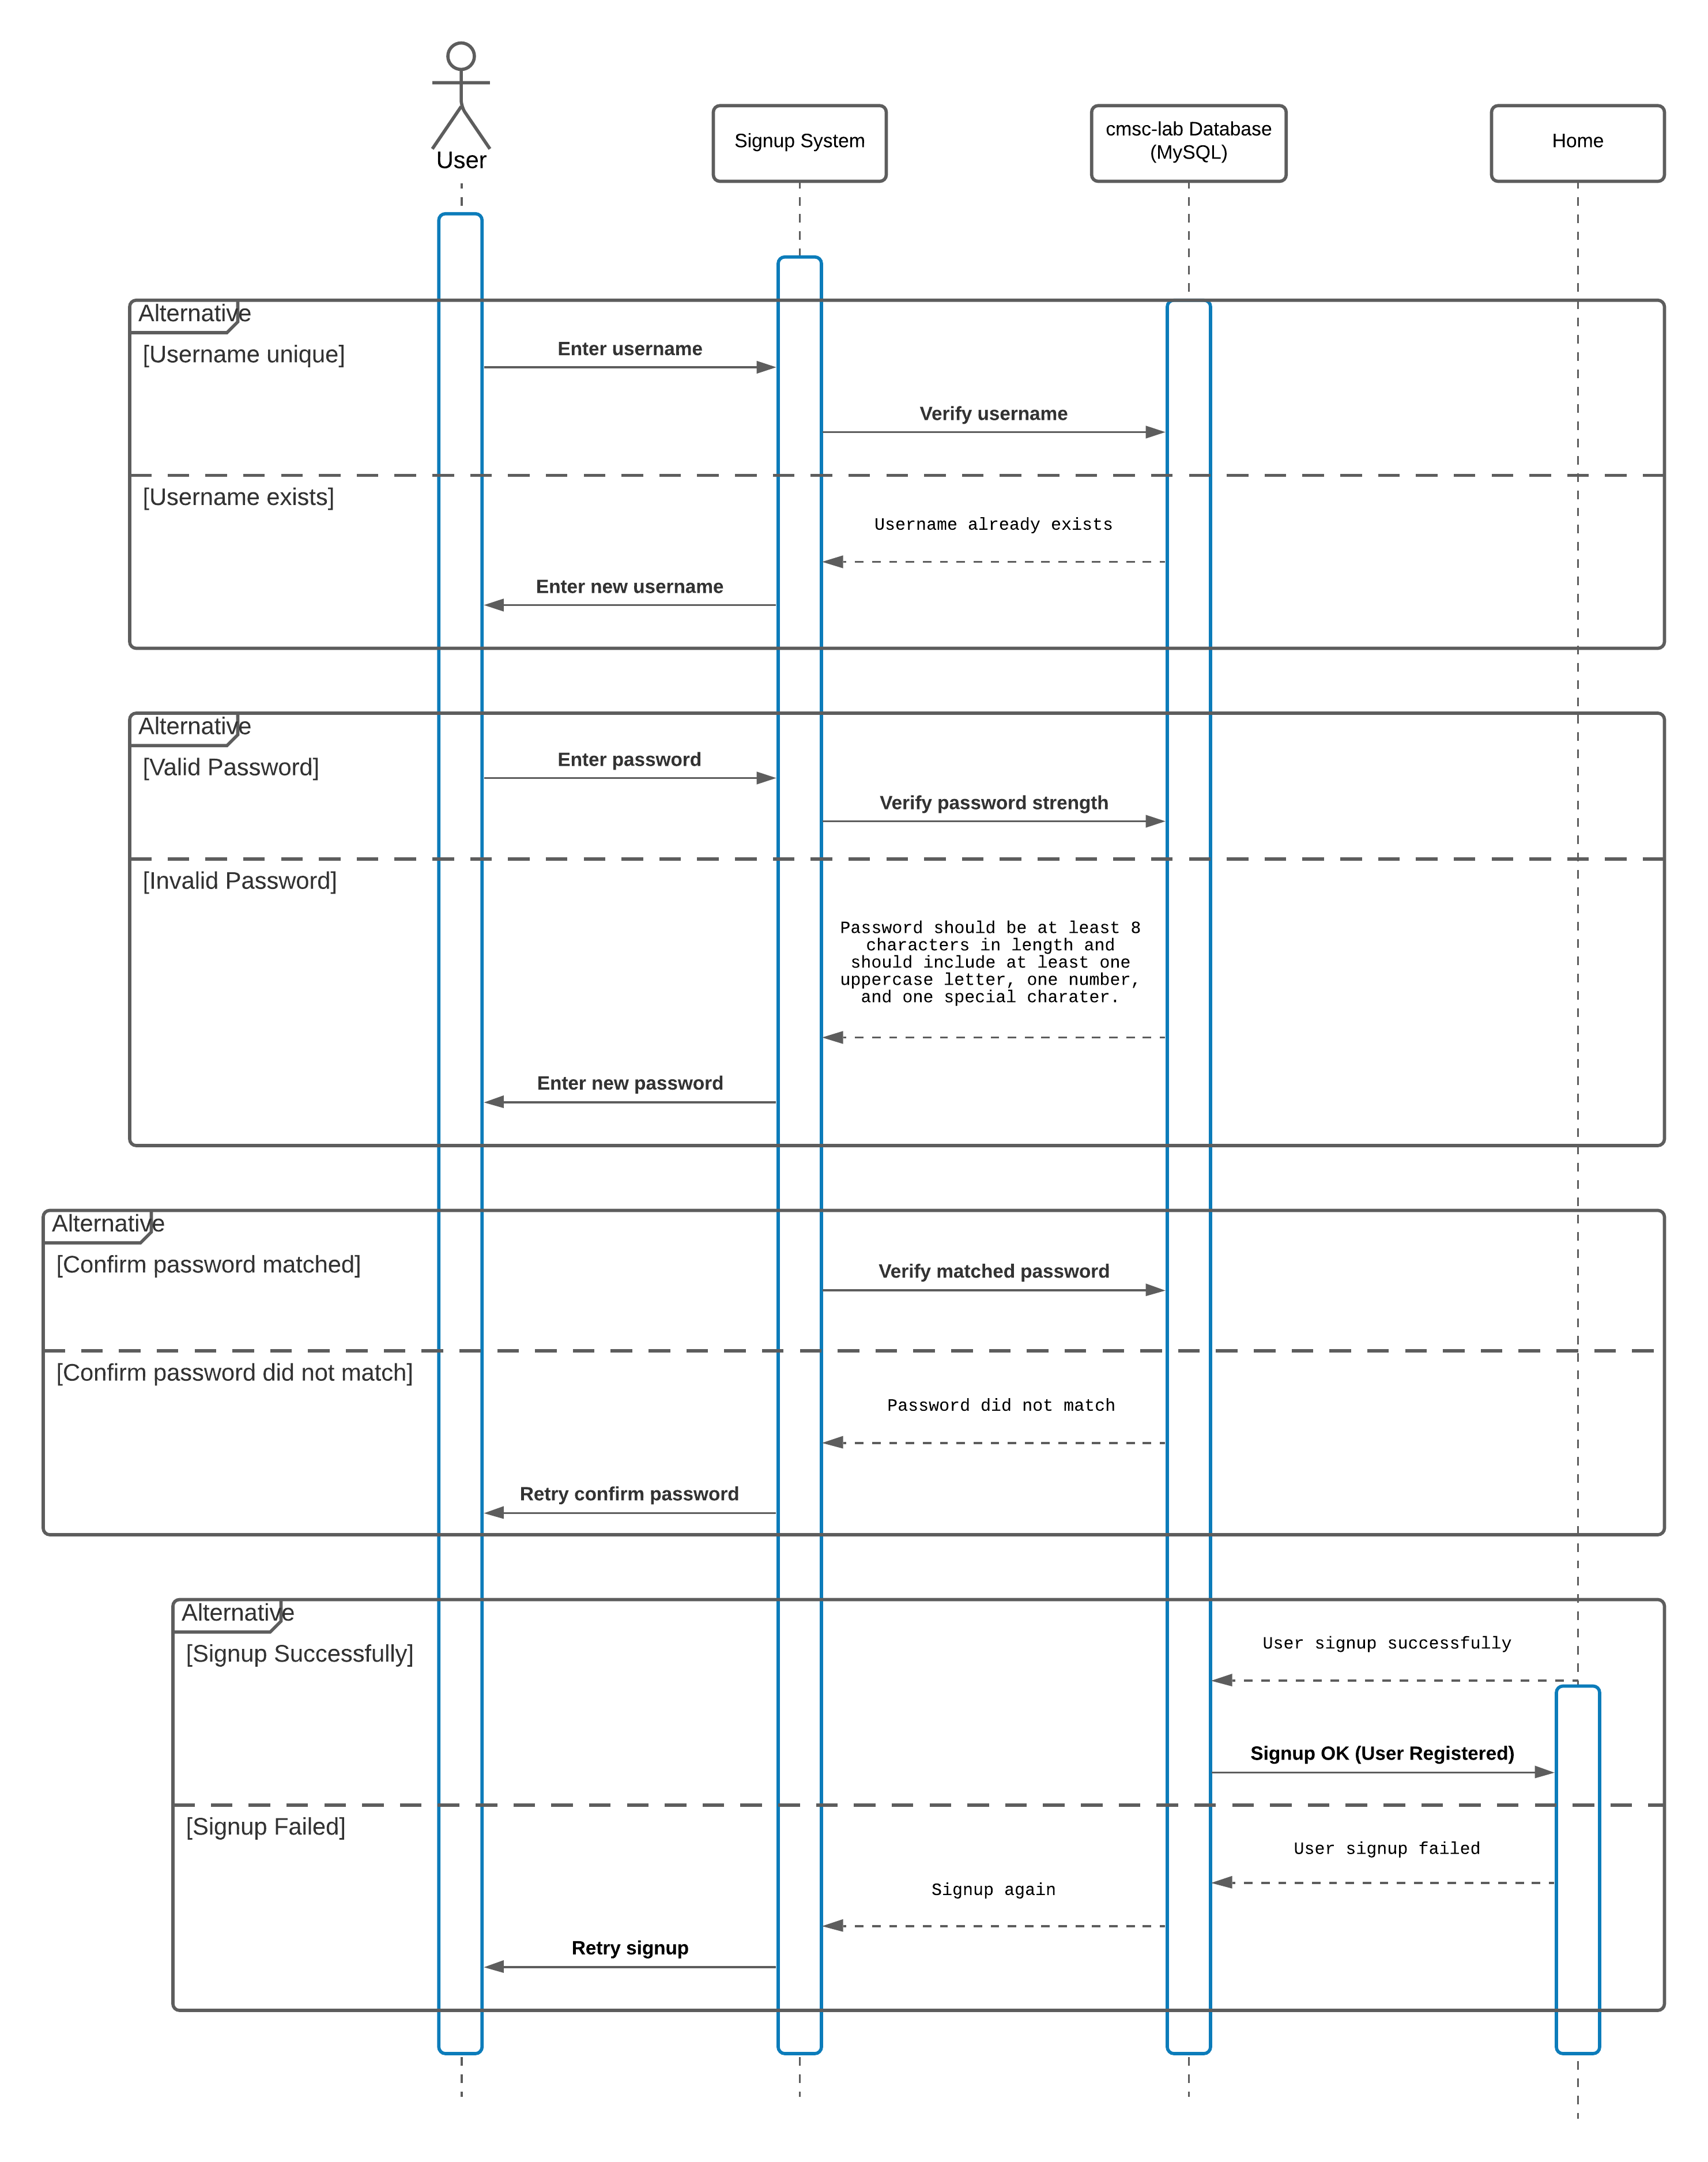 User
Signup System
cmsc-lab Database
(MySQL)
Home
Alternative
[Username unique]
Enter username
Verify username
[Username exists]
Username already exists
Enter new username
Alternative
[Valid Password]
Enter password
Verify password strength
[Invalid Password]
Password should be at least 8
characters in length and
should include at least one
uppercase letter, one number,
and one special charater.
Enter new password
Alternative
[Confirm password matched]
Verify matched password
[Confirm password did not match]
Password did not match
Retry confirm password
Alternative
[Signup Successfully]
User signup successfully
Signup OK (User Registered)
[Signup Failed]
User signup failed
Signup again
Retry signup